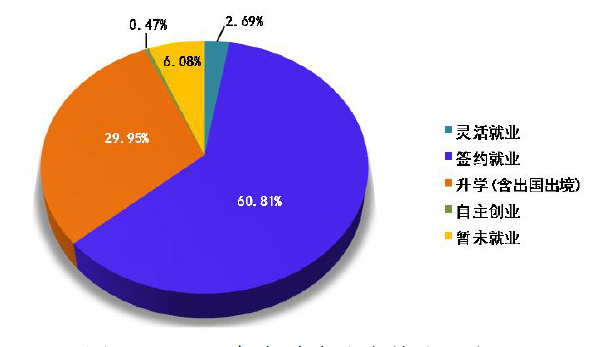 0.47%
2.69%
6.08%
29.95%
60.81%
灵活就业
签约就业
升学(含出国出境)
自主创业
暂未就业